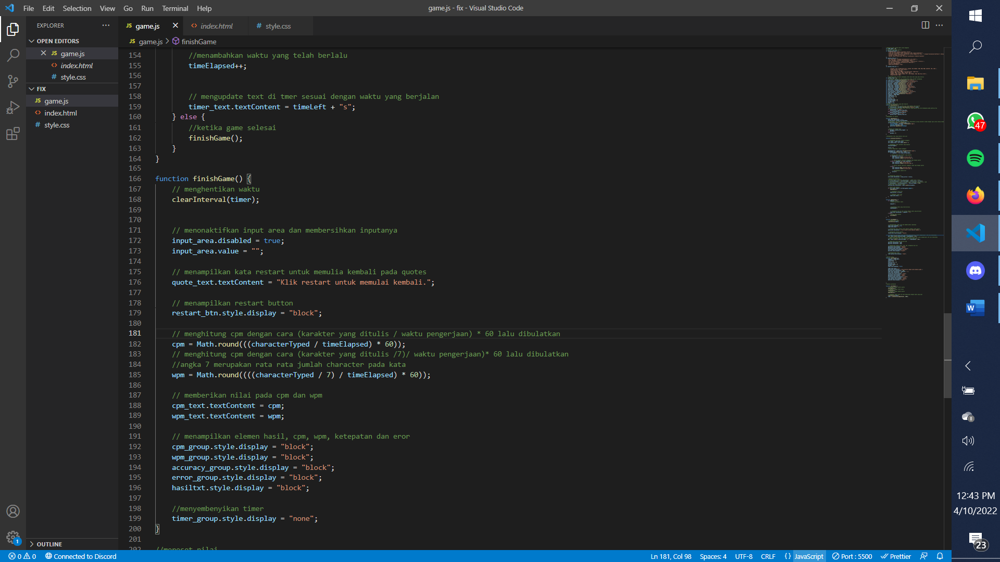 File Edit Selection View Go Run Terminal Help
game.js - fix - Visual Studio Code
EXPLORER
OPEN EDITORS
JS game.js
<> index.html
# style.css
FIX
JS game.js
<> index.html
# style.css
OUTLINE
JS game.js
<> index.html
# style.css
JS game.js > finishGame
154 //menambahkan waktu yang telah berlalu
155 timeElapsed++;
156
157
158 // mengupdate text di tmer sesuai dengan waktu yang berjalan
159 timer_text.textContent = timeLeft + "s";
160 } else {
161 //ketika game selesai
162 finishGame();
163 }
164 }
165
166 function finishGame() {
167 // menghentikan waktu
168 clearInterval(timer);
169
170
171 // menonaktifkan input area dan membersihkan inputanya
172 input_area.disabled = true;
173 input_area.value = "";
174
175 // menampilkan kata restart untuk memulia kembali pada quotes
176 quote_text.textContent = "Klik restart untuk memulai kembali.";
177
178 // menampilkan restart button
179 restart_btn.style.display = "block";
180
181 // menghitung cpm dengan cara (karakter yang ditulis / waktu pengerjaan) * 60 lalu dibulatkan
182 cpm = Math.round(((characterTyped / timeElapsed) * 60));
183 // menghitung cpm dengan cara (karakter yang ditulis /7)/ waktu pengerjaan)* 60 lalu dibulatkan
184 //angka 7 merupakan rata rata jumlah character pada kata
185 wpm = Math.round((((characterTyped / 7) / timeElapsed) * 60));
186
187 // memberikan nilai pada cpm dan wpm
188 cpm_text.textContent = cpm;
189 wpm_text.textContent = wpm;
190
191 // menampilkan elemen hasil, cpm, wpm, ketepatan dan eror
192 cpm_group.style.display = "block";
193 wpm_group.style.display = "block";
194 accuracy_group.style.display = "block";
195 error_group.style.display = "block";
196 hasiltxt.style.display = "block";
197
198 //menyembenyikan timer
199 timer_group.style.display = "none";
200 }
201
202 //mereset nilai
1
0 0 Connected to Discord
Ln 181, Col 98 Spaces: 4 UTF-8 CRLF {} JavaScript Port : 5500 Prettier
47
W
12:43 PM
4/10/2022
23